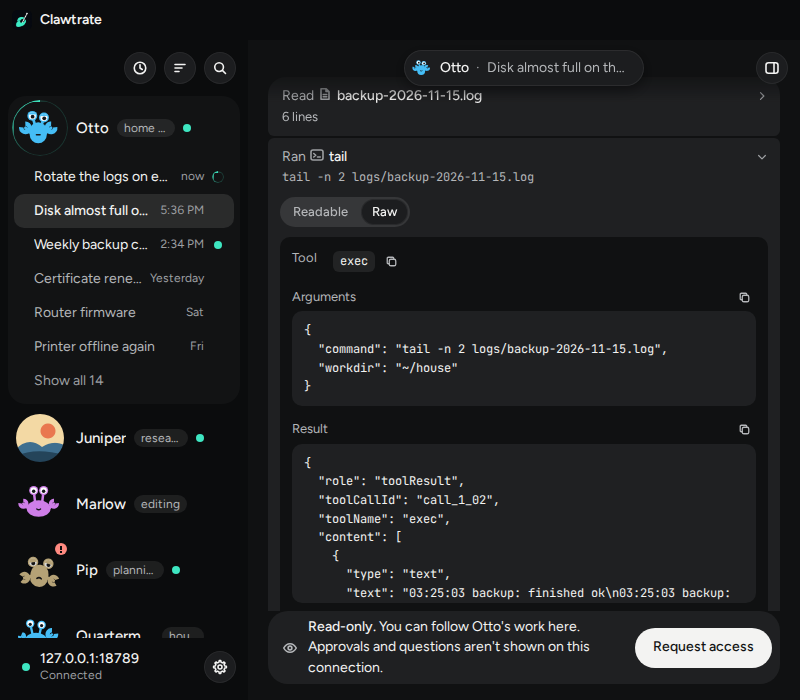 Clawtrate
Otto
home ...
Rotate the logs on e...
now
Disk almost full o...
5:36 PM
Weekly backup c...
2:34 PM
Certificate rene...
Yesterday
Router firmware
Sat
Printer offline again
Fri
Show all 14
Juniper
resea...
Marlow
editing
Pip
planni...
Quarterm
hou...
127.0.0.1:18789
Connected
Otto · Disk almost full on th...
Read backup-2026-11-15.log
6 lines
Ran tail
tail -n 2 logs/backup-2026-11-15.log
Readable
Raw
Tool
exec
Arguments
{
"command": "tail -n 2 logs/backup-2026-11-15.log",
"workdir": "~/house"
}
Result
{
"role": "toolResult",
"toolCallId": "call_1_02",
"toolName": "exec",
"content": [
{
"type": "text",
"text": "03:25:03 backup: finished ok\n03:25:03 backup:
Read-only. You can follow Otto's work here.
Approvals and questions aren't shown on this
connection.
Request access